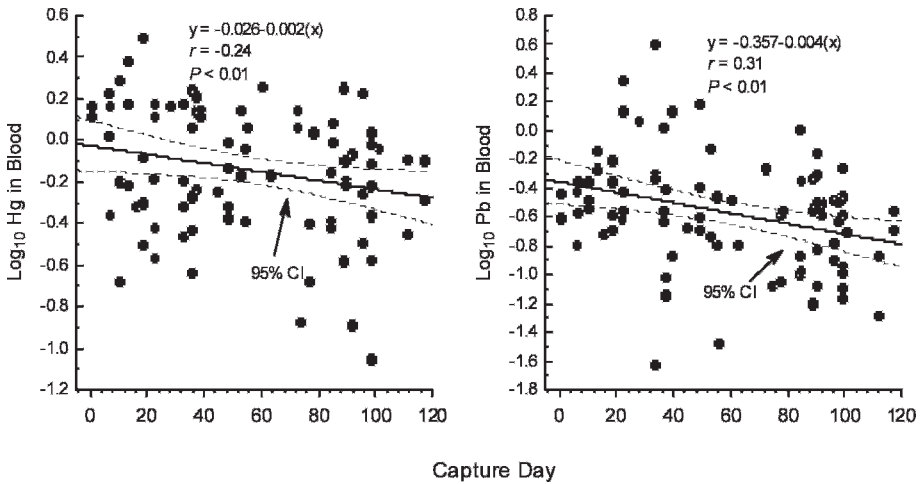 y = -0.026-0.002(x)
r = -0.24
P < 0.01
Log10 Hg in Blood
0.6
0.4
0.2
0.0
-0.2
-0.4
-0.6
-0.8
-1.0
-1.2
95% CI
0 20 40 60 80 100 120
y = -0.357-0.004(x)
r = 0.31
P < 0.01
Log10 Pb in Blood
0.8
0.6
0.4
0.2
0.0
-0.2
-0.4
-0.6
-0.8
-1.0
-1.2
-1.4
-1.6
-1.8
95% CI
0 20 40 60 80 100 120
Capture Day